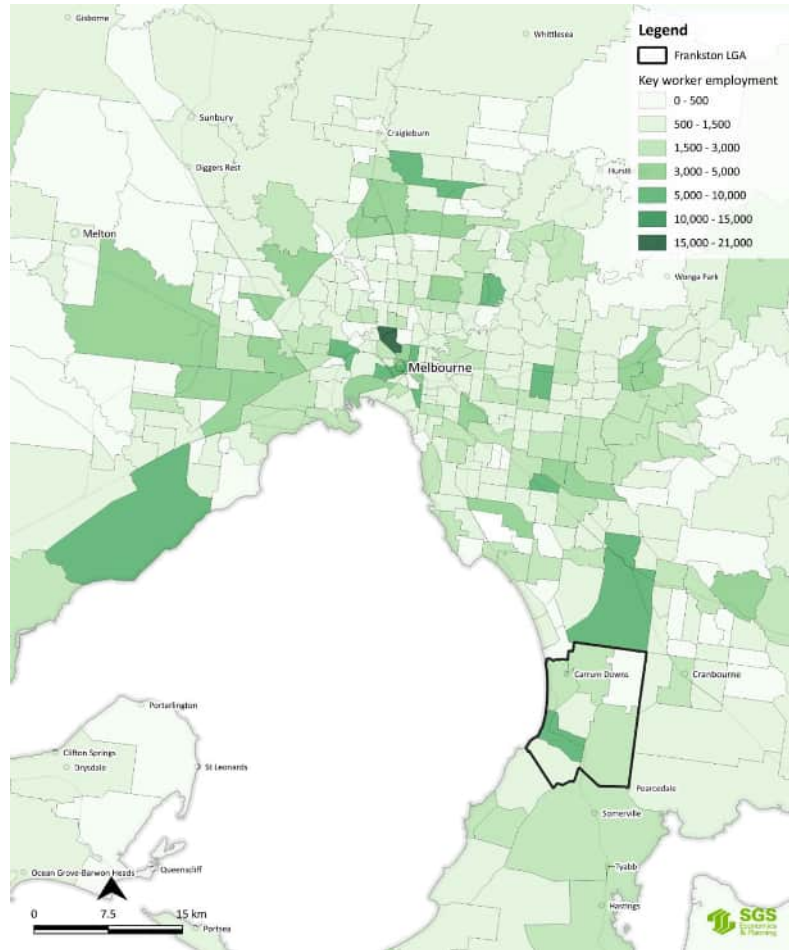 Gisborne
Whittlesea
Legend
Frankston LGA
Key worker employment
0 - 500
500 - 1,500
1,500 - 3,000
3,000 - 5,000
5,000 - 10,000
10,000 - 15,000
15,000 - 21,000
Sunbury
Craigieburn
Diggers Rest
Melton
Wonga Park
Melbourne
Carrum Downs
Cranbourne
Portarlington
Clifton Springs
Drysdale
St Leonards
Pearcedale
Somerville
Tyabb
Ocean Grove-Barwon Heads
Queenscliff
Hastings
0 7.5 15 km
Portsea
SGS
Economics
& Planning